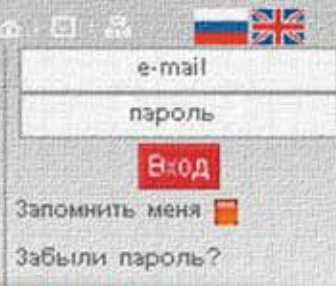 e-mail
пароль
Вход
Запомнить меня
Забыли пароль?